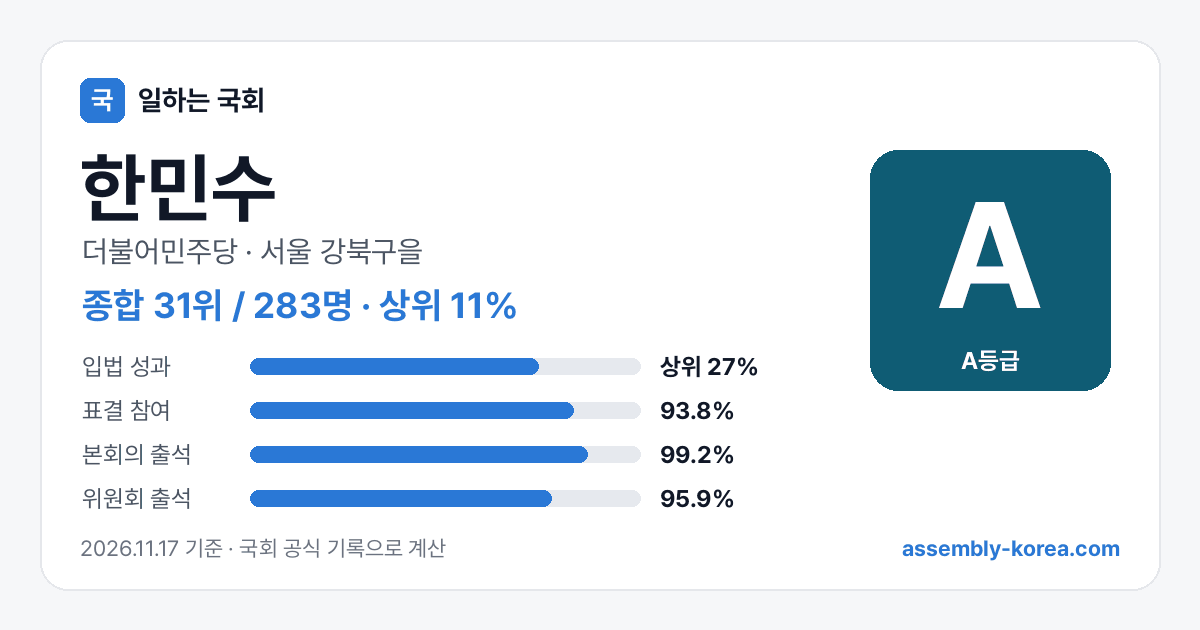 국 일하는 국회
한민수
더불어민주당 · 서울 강북구을
종합 31위 / 283명 · 상위 11%
A
A등급
입법 성과 상위 27%
표결 참여 93.8%
본회의 출석 99.2%
위원회 출석 95.9%
2026.11.17 기준 · 국회 공식 기록으로 계산
assembly-korea.com